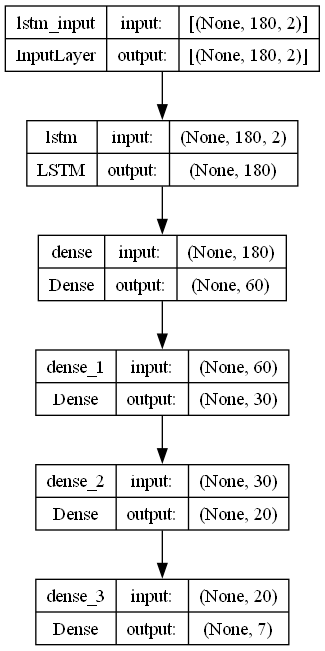 lstm_input input: [(None, 180, 2)]
InputLayer output: [(None, 180, 2)]
lstm input: (None, 180, 2)
LSTM output: (None, 180)
dense input: (None, 180)
Dense output: (None, 60)
dense_1 input: (None, 60)
Dense output: (None, 30)
dense_2 input: (None, 30)
Dense output: (None, 20)
dense_3 input: (None, 20)
Dense output: (None, 7)